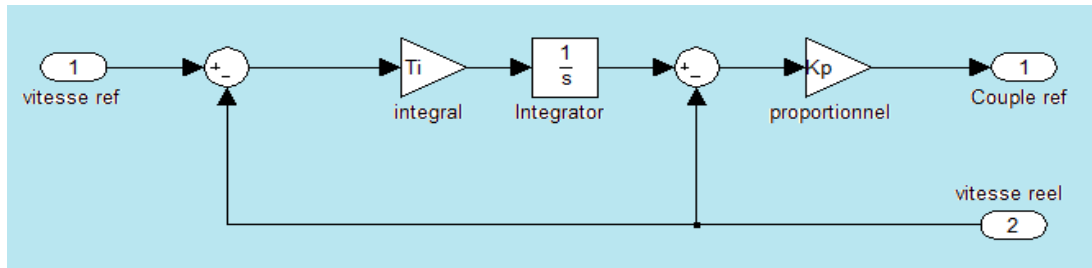 1
vitesse ref
+
-
Ti
integral
1
s
Integrator
+
-
Kp
proportionnel
1
Couple ref
vitesse reel
2